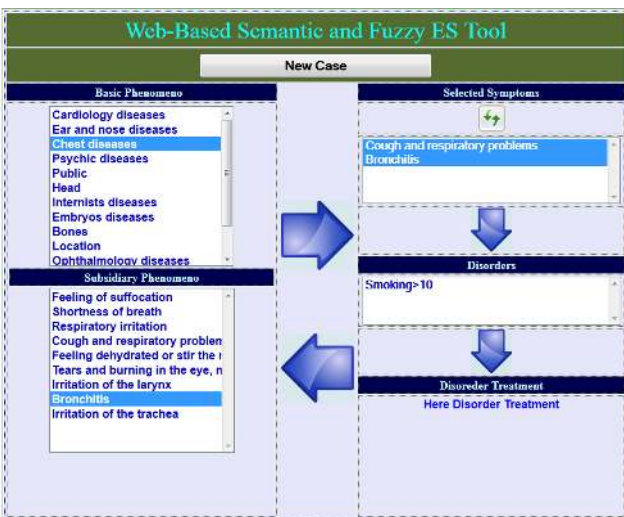 Web-Based Semantic and Fuzzy ES Tool
New Case
Basic Phenomeno
Cardiology diseases
Ear and nose diseases
Chest diseases
Psychic diseases
Public
Head
Internists diseases
Embryos diseases
Bones
Location
Ophthalmology diseases
Subsidiary Phenomeno
Feeling of suffocation
Shortness of breath
Respiratory irritation
Cough and respiratory problem
Feeling dehydrated or stir the
Tears and burning in the eye,
Irritation of the larynx
Bronchitis
Irritation of the trachea
Selected Symptoms
Cough and respiratory problems
Bronchitis
Disorders
Smoking>10
Disoreder Treatment
Here Disorder Treatment